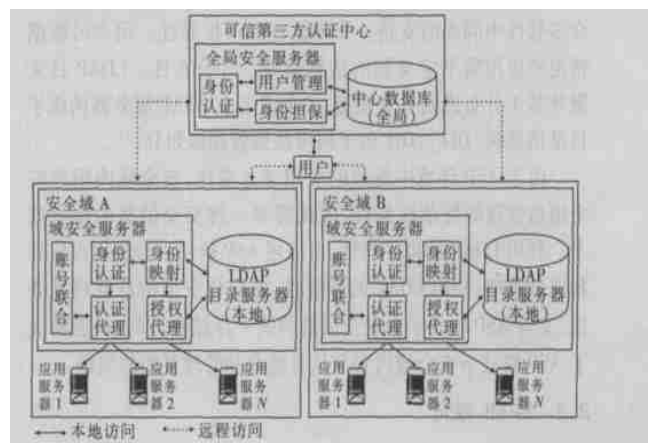 可信第三方认证中心
全局安全服务器
身份
认证
用户管理
身份担保
中心数据库
(全局)
用户
安全域 A
域安全服务器
账号联合
身份
认证
身份
映射
认证
代理
授权
代理
LDAP
目录服务器
(本地)
应用
服务
器1
应用
服务
器2
应用
服务
器N
安全域 B
域安全服务器
账号联合
身份
认证
身份
映射
认证
代理
授权
代理
LDAP
目录服务器
(本地)
应用
服务
器1
应用
服务
器2
应用
服务
器N
本地访问
远程访问